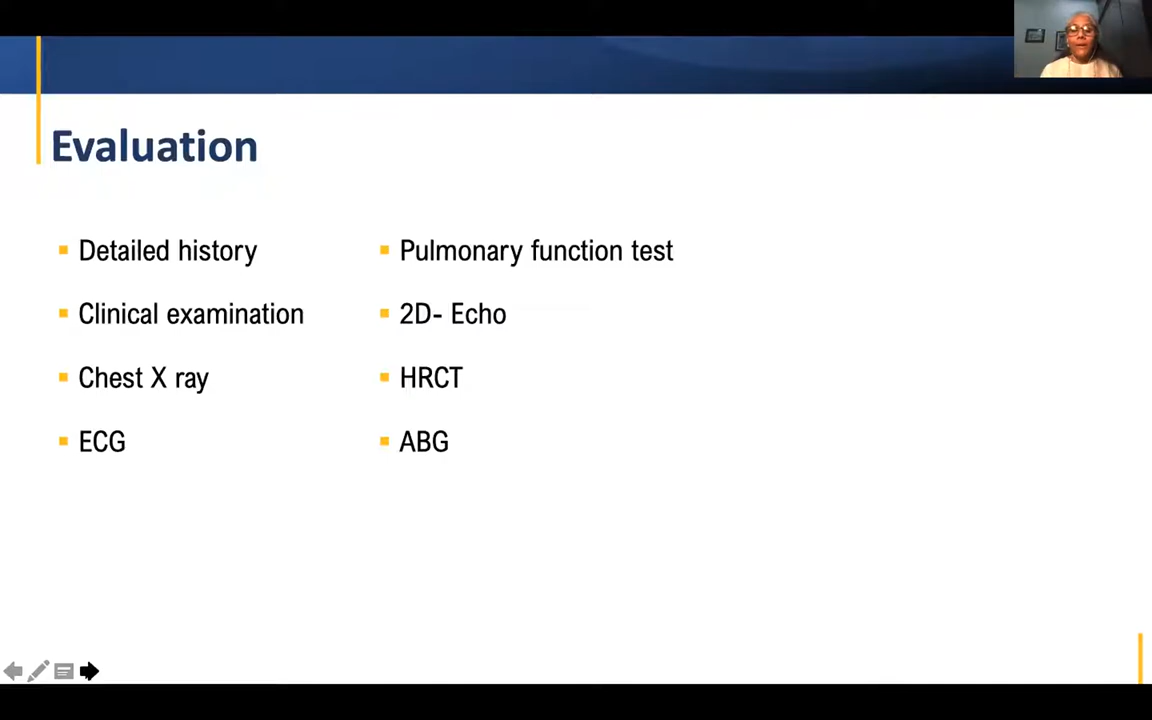 Evaluation
Detailed history
Clinical examination
Chest X ray
ECG
Pulmonary function test
2D- Echo
HRCT
ABG